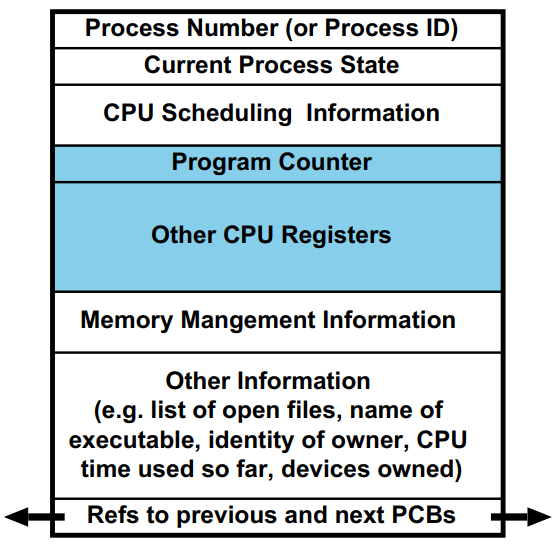 Process Number (or Process ID)
Current Process State
CPU Scheduling Information
Program Counter
Other CPU Registers
Memory Mangement Information
Other Information
(e.g. list of open files, name of
executable, identity of owner, CPU
time used so far, devices owned)
Refs to previous and next PCBs